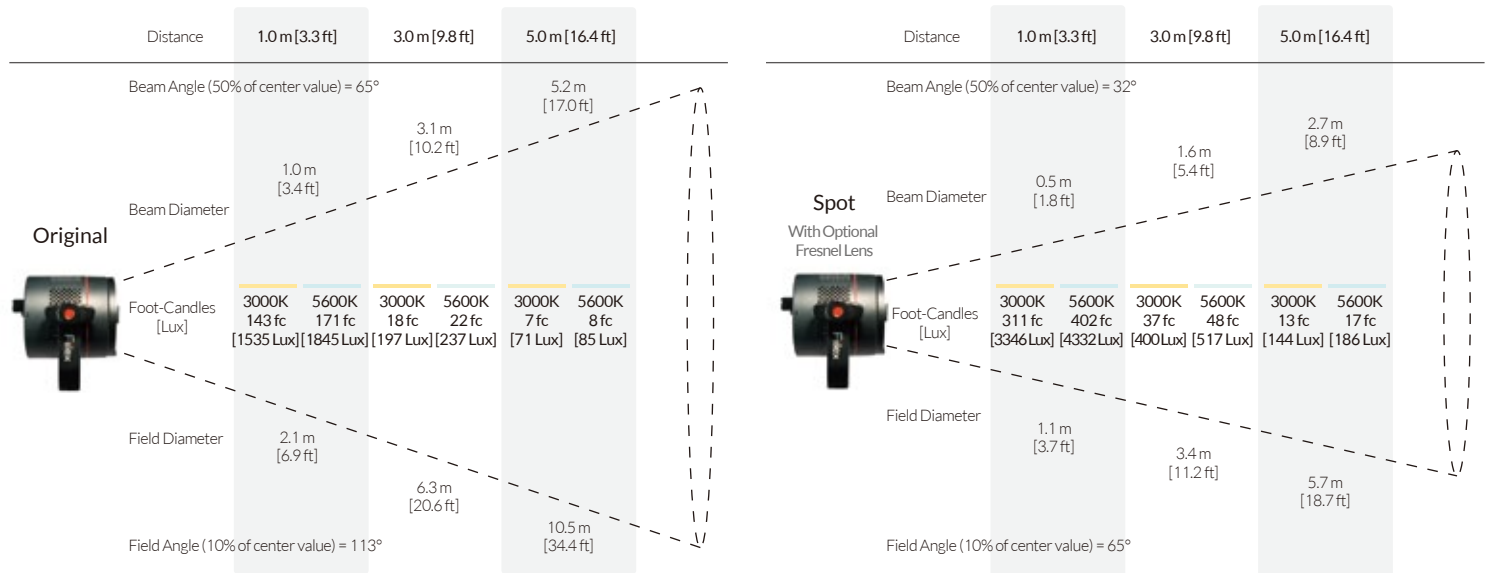 Distance 1.0 m [3.3 ft] 3.0 m [9.8 ft] 5.0 m [16.4 ft]
Beam Angle (50% of center value) = 65°
5.2 m
[17.0 ft]
3.1 m
[10.2 ft]
1.0 m
[3.4 ft]
Beam Diameter
Original
Foot-Candles
[Lux]
3000K 5600K 3000K 5600K 3000K 5600K
143 fc 171 fc 18 fc 22 fc 7 fc 8 fc
[1535 Lux] [1845 Lux] [197 Lux] [237 Lux] [71 Lux] [85 Lux]
Field Diameter
2.1 m
[6.9 ft]
6.3 m
[20.6 ft]
10.5 m
[34.4 ft]
Field Angle (10% of center value) = 113°
Distance 1.0 m [3.3 ft] 3.0 m [9.8 ft] 5.0 m [16.4 ft]
Beam Angle (50% of center value) = 32°
2.7 m
[8.9 ft]
1.6 m
[5.4 ft]
0.5 m
[1.8 ft]
Beam Diameter
Spot
With Optional
Fresnel Lens
Foot-Candles
[Lux]
3000K 5600K 3000K 5600K 3000K 5600K
311 fc 402 fc 37 fc 48 fc 13 fc 17 fc
[3346 Lux] [4332 Lux] [400 Lux] [517 Lux] [144 Lux] [186 Lux]
Field Diameter
1.1 m
[3.7 ft]
3.4 m
[11.2 ft]
5.7 m
[18.7 ft]
Field Angle (10% of center value) = 65°